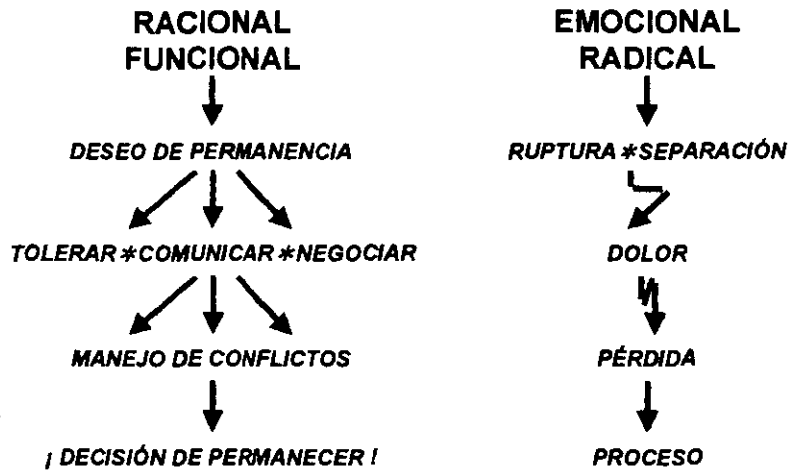 RACIONAL
FUNCIONAL
DESEO DE PERMANENCIA
TOLERAR*COMUNICAR*NEGOCIAR
MANEJO DE CONFLICTOS
¡ DECISIÓN DE PERMANECER !
EMOCIONAL
RADICAL
RUPTURA*SEPARACIÓN
DOLOR
PÉRDIDA
PROCESO